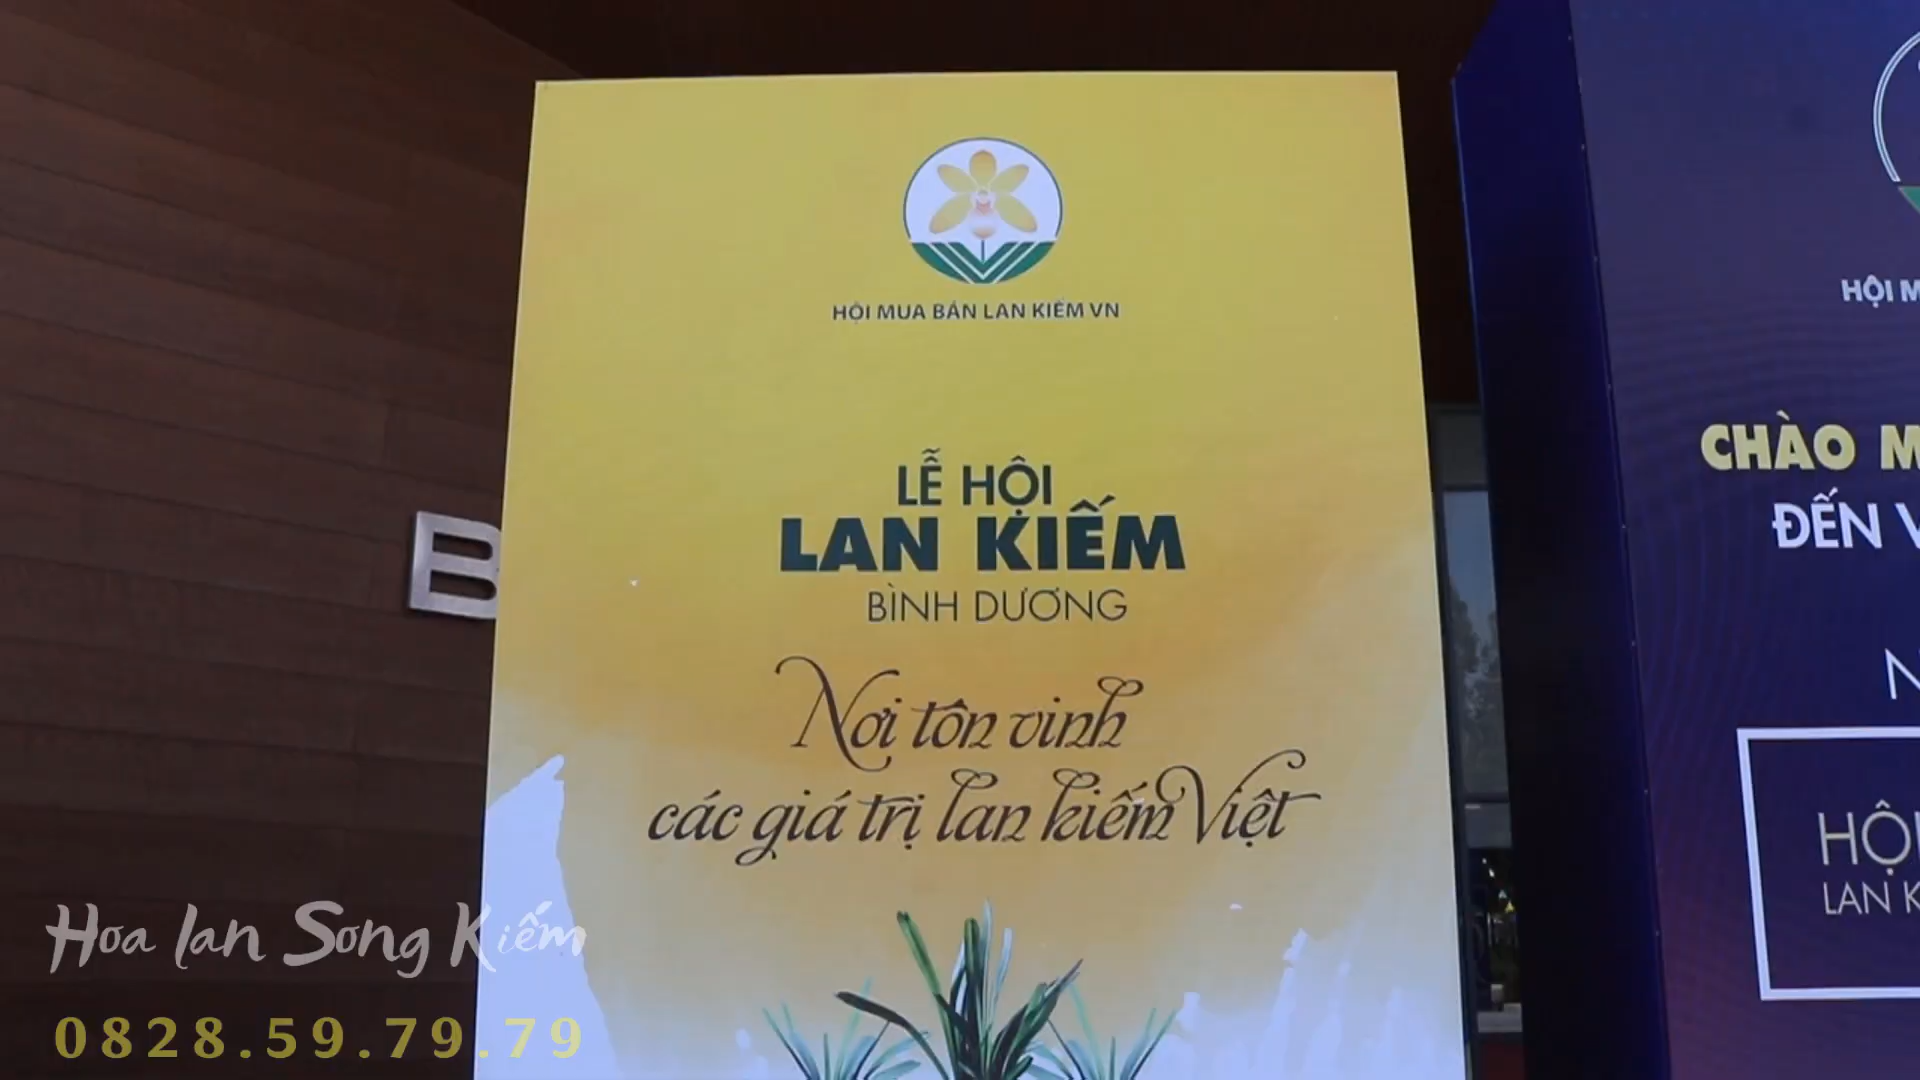 HỘI MUA BÁN LAN KIẾM VN
LỄ HỘI
LAN KIẾM
BÌNH DƯƠNG
Nơi tôn vinh
các giá trị lan kiếm Việt
B
HỘI M
CHÀO M
ĐẾN V
N
HỘI
LAN K
Hoa lan Song Kiếm
0828.59.79.79